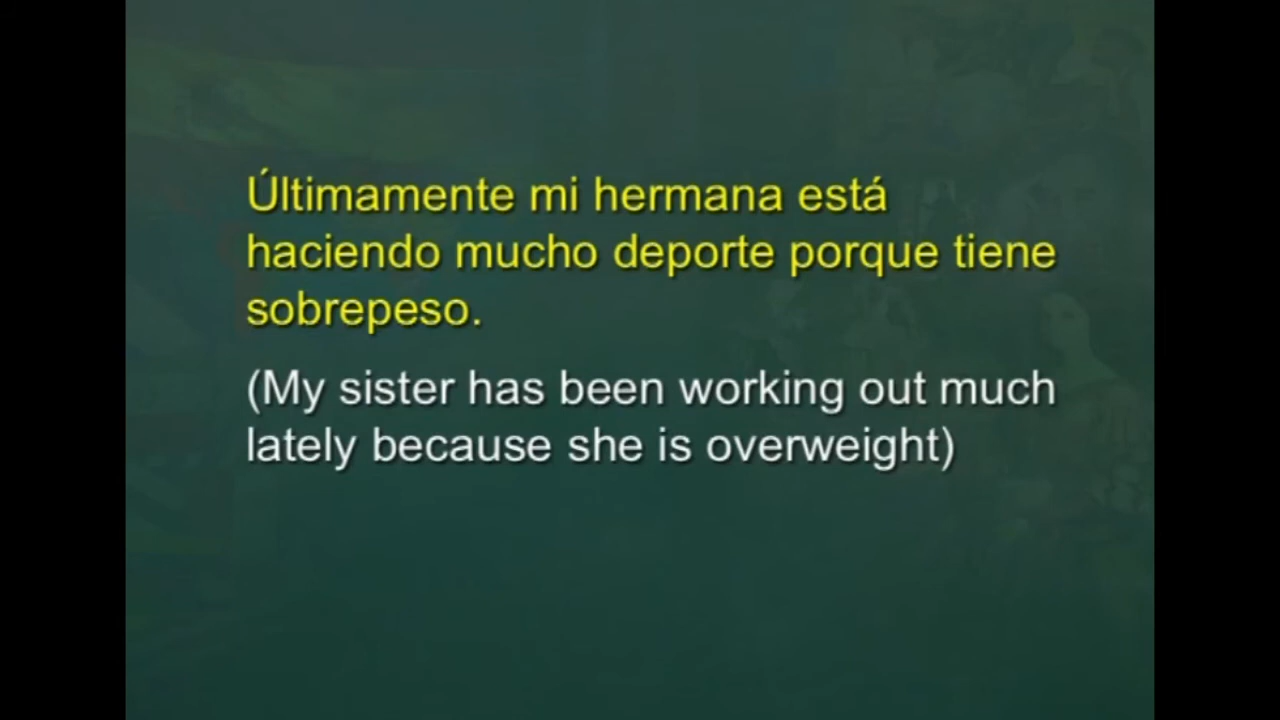 Últimamente mi hermana está
haciendo mucho deporte porque tiene
sobrepeso.
(My sister has been working out much
lately because she is overweight)